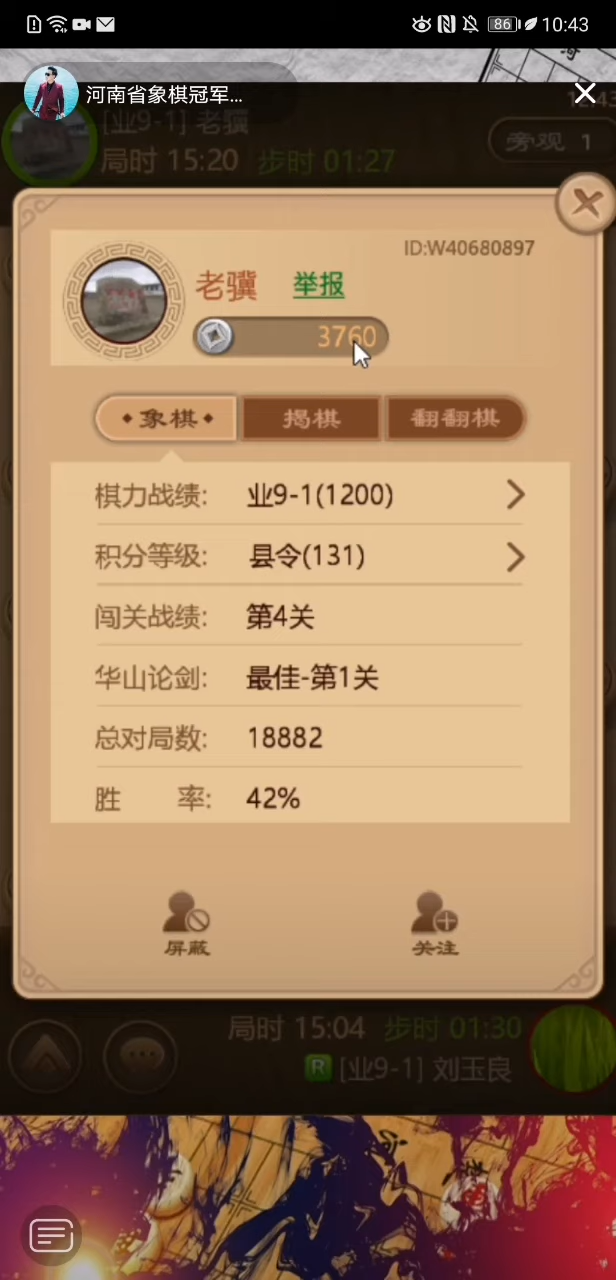 86 10:43
河南省象棋冠军...
[业9-1] 老骥
局时 15:20 步时 01:27
旁观 1
ID:W40680897
老骥 举报
3760
象棋 揭棋 翻翻棋
棋力战绩: 业9-1(1200)
积分等级: 县令(131)
闯关战绩: 第4关
华山论剑: 最佳-第1关
总对局数: 18882
胜 率: 42%
屏蔽 关注
局时 15:04 步时 01:30
R [业9-1] 刘玉良